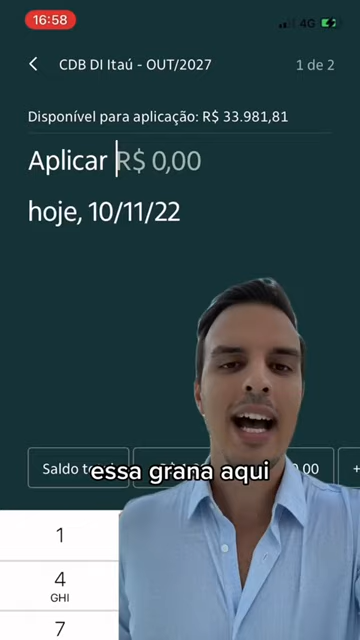 16:58
4G
CDB DI Itaú - OUT/2027
1 de 2
Disponível para aplicação: R$ 33.981,81
Aplicar R$ 0,00
hoje, 10/11/22
Saldo to
0,00
+
essa grana aqui
1
4
GHI
7